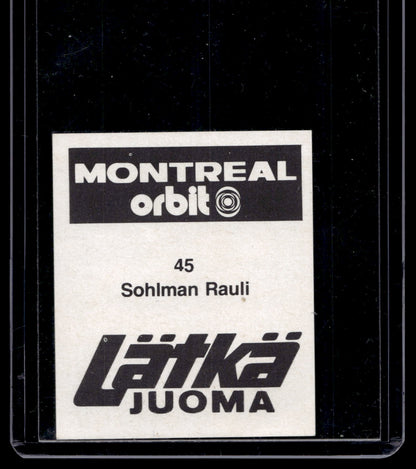 MONTREAL
orbit
45
Sohlman Rauli
Lätkä
JUOMA